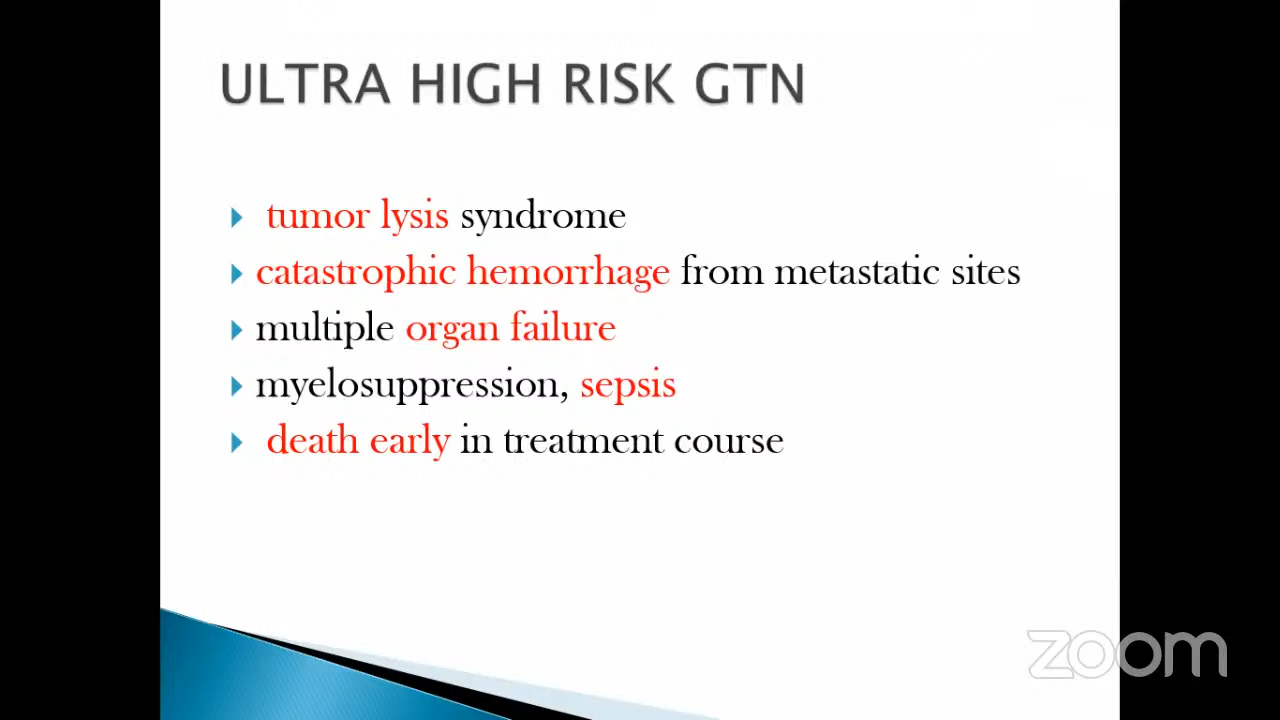 ULTRA HIGH RISK GTN
tumor lysis syndrome
catastrophic hemorrhage from metastatic sites
multiple organ failure
myelosuppression, sepsis
death early in treatment course
zoom